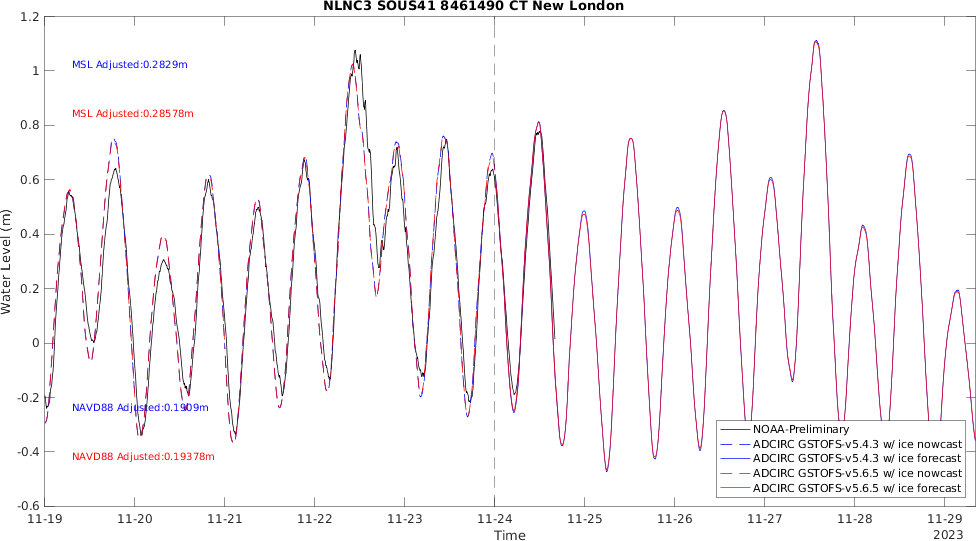 NLNC3 SOUS41 8461490 CT New London
1.2
1
0.8
0.6
0.4
0.2
0
-0.2
-0.4
-0.6
Water Level (m)
MSL Adjusted:0.2829m
MSL Adjusted:0.28578m
NAVD88 Adjusted:0.1909m
NAVD88 Adjusted:0.19378m
NOAA-Preliminary
ADCIRC GSTOFS-v5.4.3 w/ ice nowcast
ADCIRC GSTOFS-v5.4.3 w/ ice forecast
ADCIRC GSTOFS-v5.6.5 w/ ice nowcast
ADCIRC GSTOFS-v5.6.5 w/ ice forecast
11-19 11-20 11-21 11-22 11-23 11-24 11-25 11-26 11-27 11-28 11-29
Time 2023